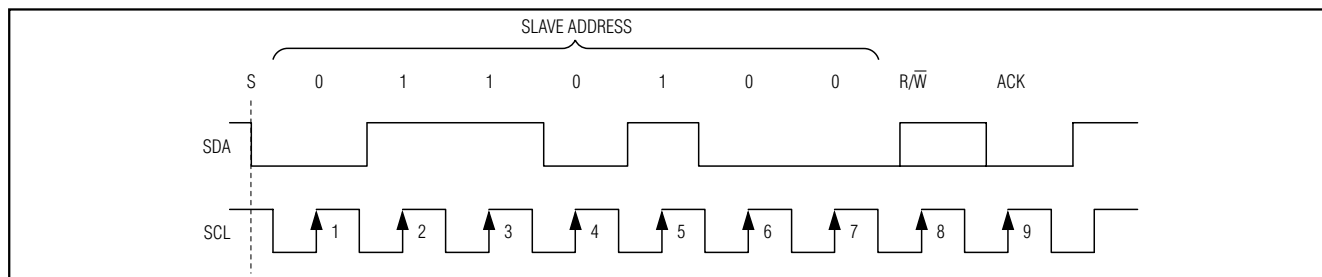 SLAVE ADDRESS
S 0 1 1 0 1 0 0 R/W̅ ACK
SDA
SCL 1 2 3 4 5 6 7 8 9